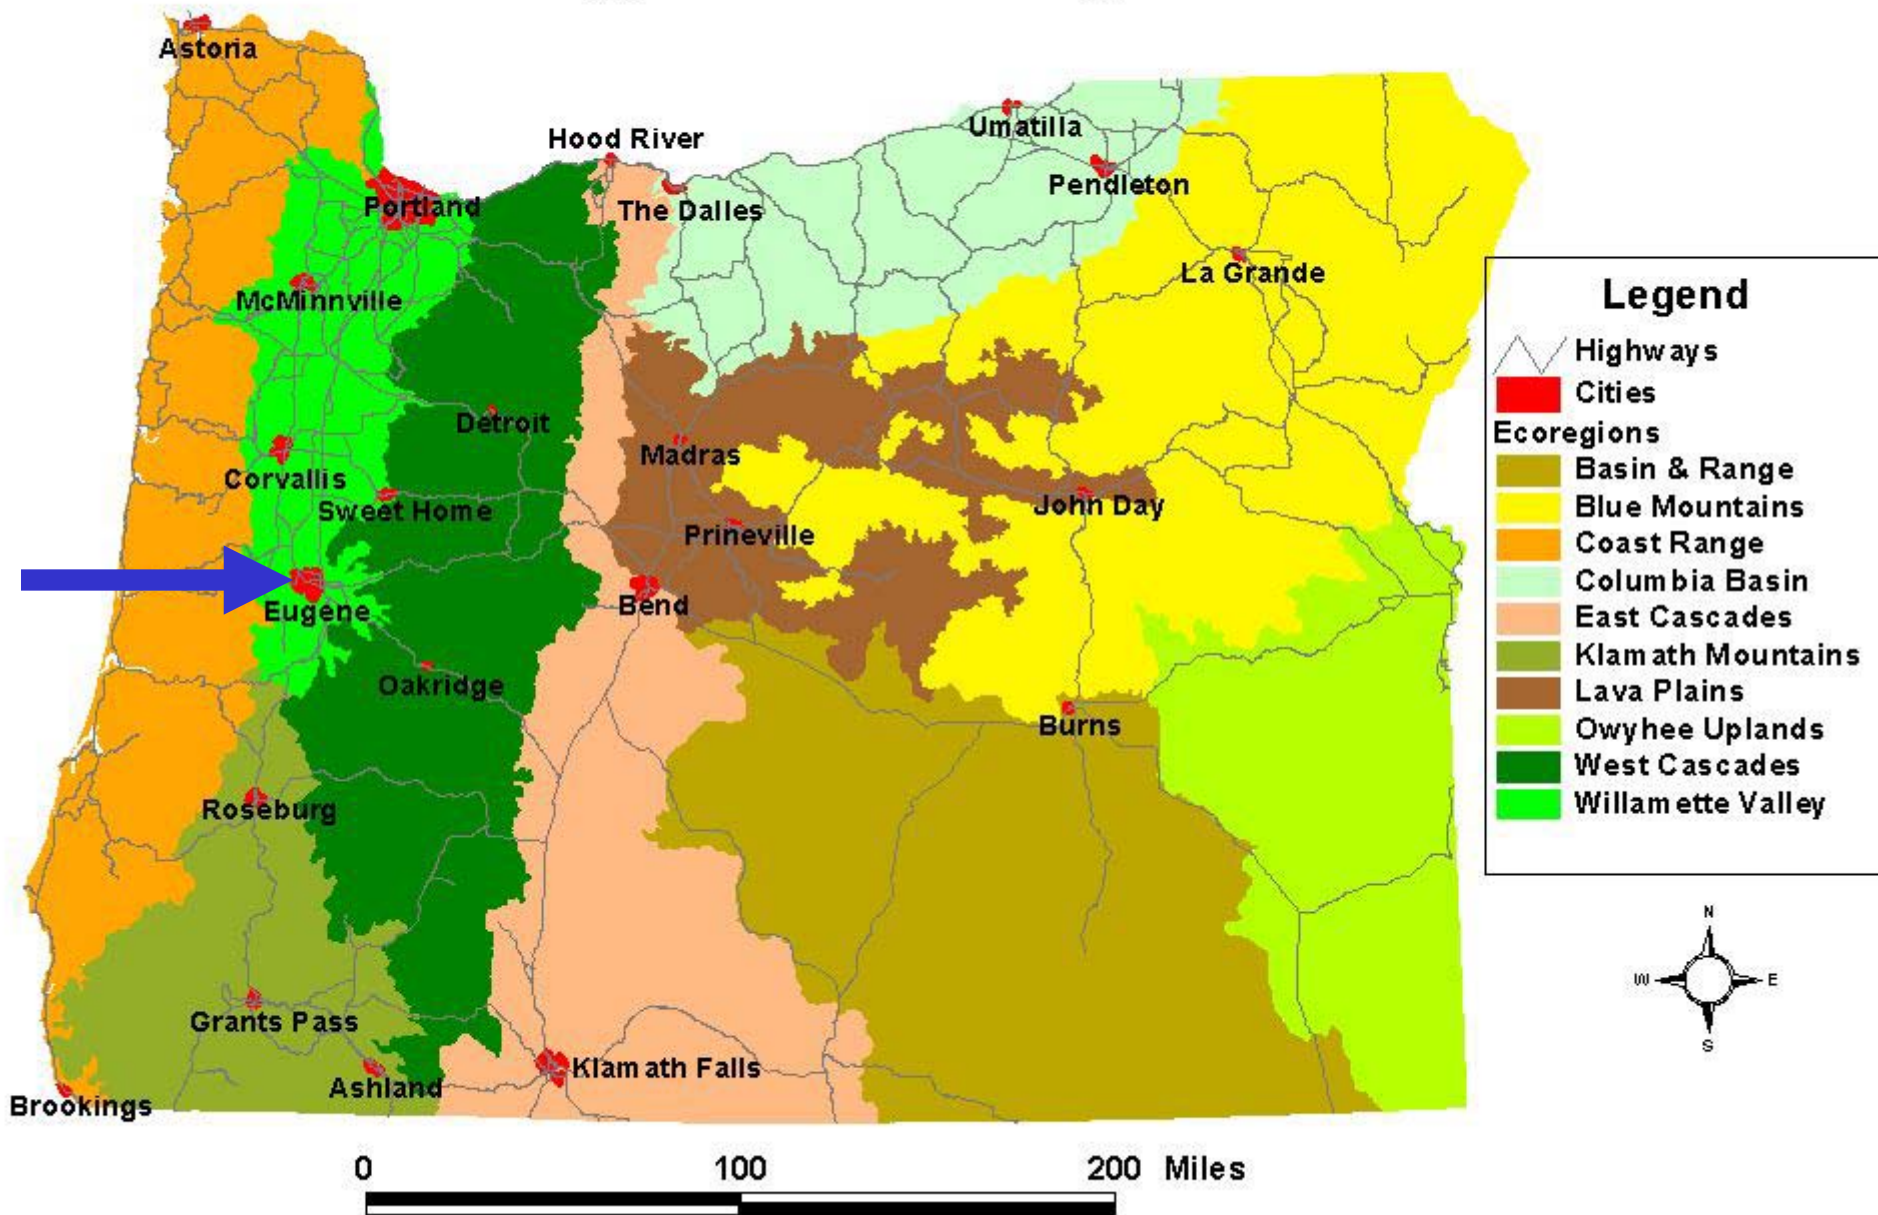 Astoria
Hood River
Umatilla
Pendleton
The Dalles
Portland
La Grande
McMinnville
Detroit
Madras
Corvallis
Sweet Home
John Day
Prineville
Eugene
Bend
Oakridge
Burns
Roseburg
Grants Pass
Klamath Falls
Ashland
Brookings
Legend
Highways
Cities
Ecoregions
Basin & Range
Blue Mountains
Coast Range
Columbia Basin
East Cascades
Klamath Mountains
Lava Plains
Owyhee Uplands
West Cascades
Willamette Valley
N
W E
S
0 100 200 Miles